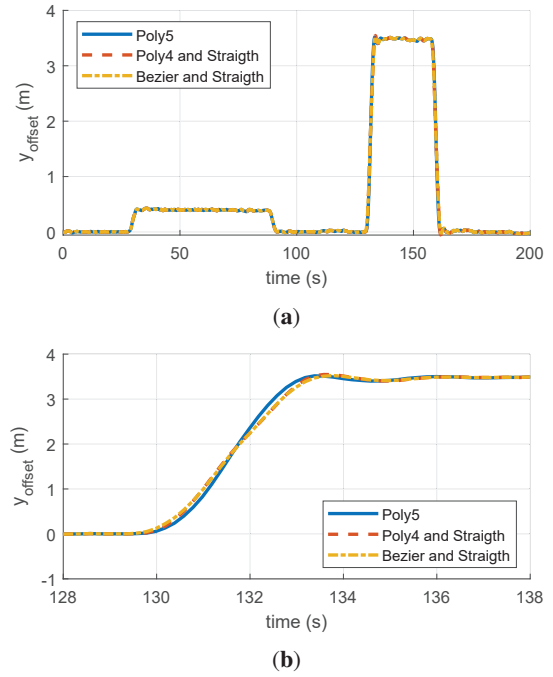 4
3
2
1
0
y_offset (m)
Poly5
Poly4 and Straigth
Bezier and Straigth
0 50 100 150 200
time (s)
(a)
4
3
2
1
0
-1
y_offset (m)
Poly5
Poly4 and Straigth
Bezier and Straigth
128 130 132 134 136 138
time (s)
(b)